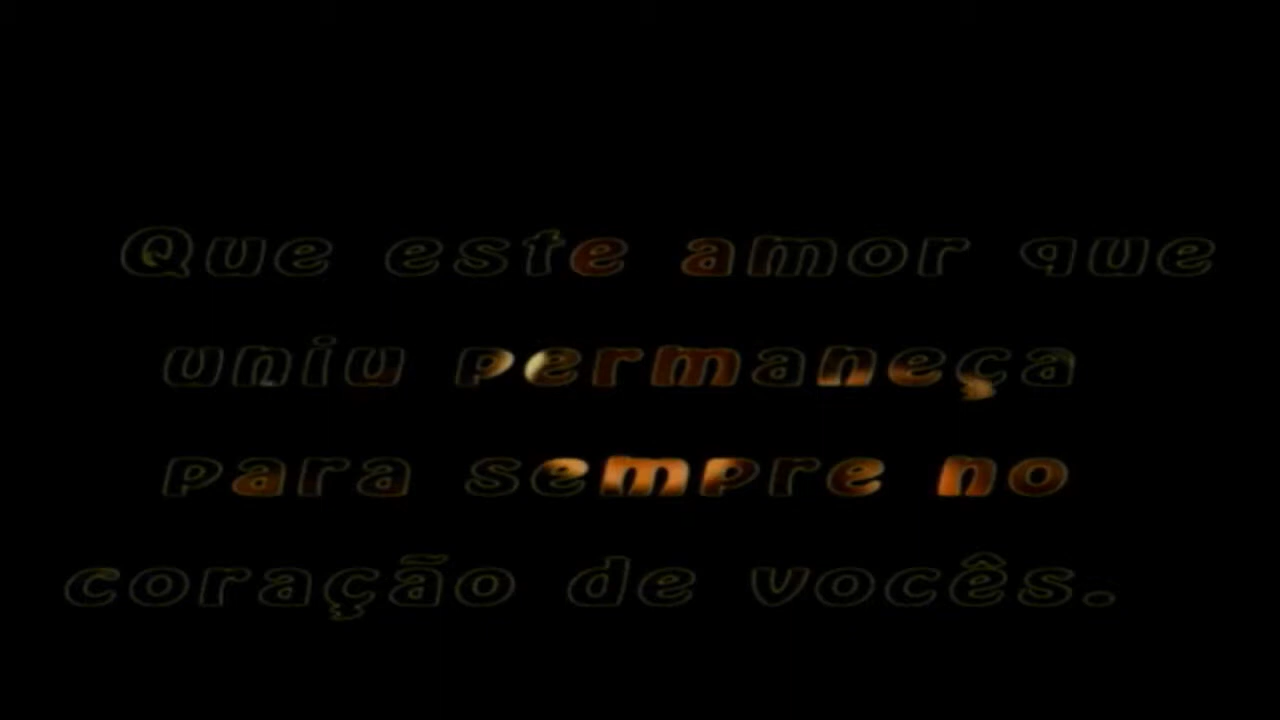 Que este amor que
uniu permaneça
para sempre no
coração de vocês.